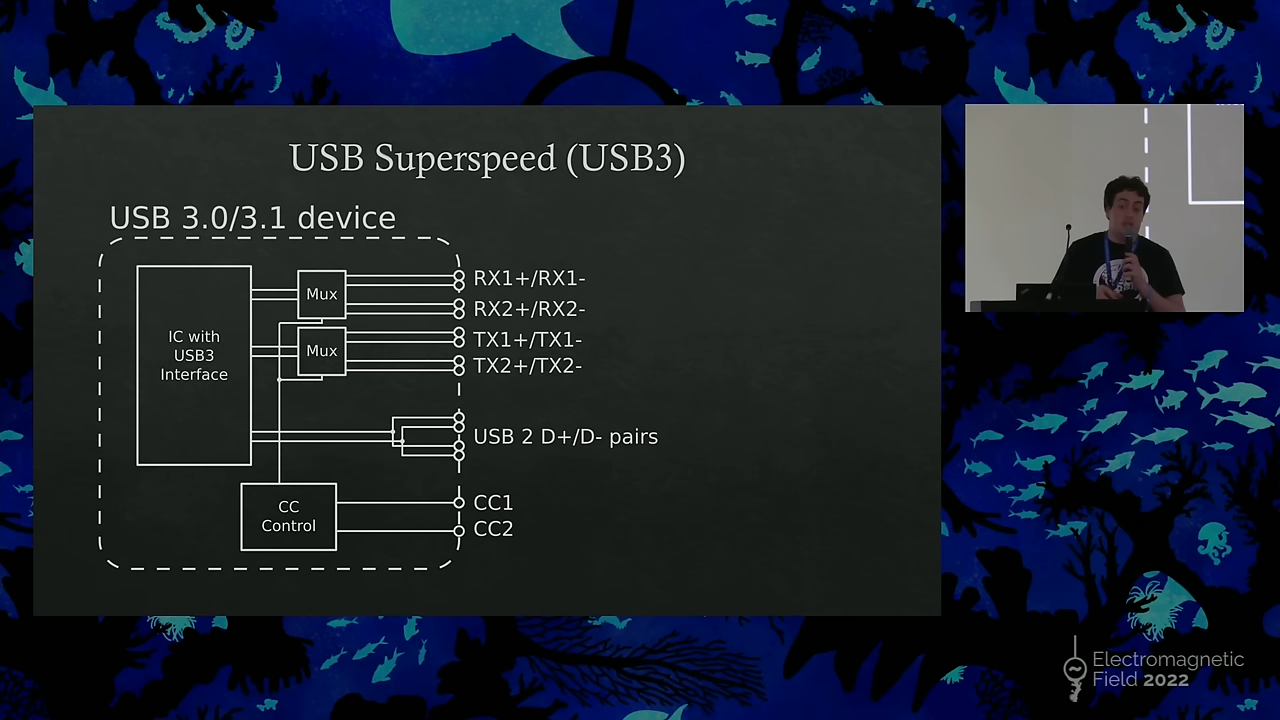 USB Superspeed (USB3)
USB 3.0/3.1 device
IC with
USB3
Interface
Mux
Mux
RX1+/RX1-
RX2+/RX2-
TX1+/TX1-
TX2+/TX2-
USB 2 D+/D- pairs
CC
Control
CC1
CC2
Electromagnetic
Field 2022